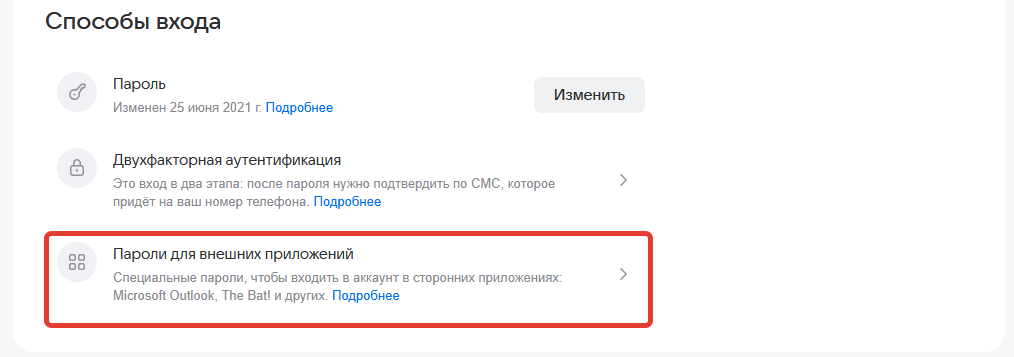 Способы входа
Пароль
Изменен 25 июня 2021 г. Подробнее
Изменить
Двухфакторная аутентификация
Это вход в два этапа: после пароля нужно подтвердить по СМС, которое
придёт на ваш номер телефона. Подробнее
Пароли для внешних приложений
Специальные пароли, чтобы входить в аккаунт в сторонних приложениях:
Microsoft Outlook, The Bat! и других. Подробнее